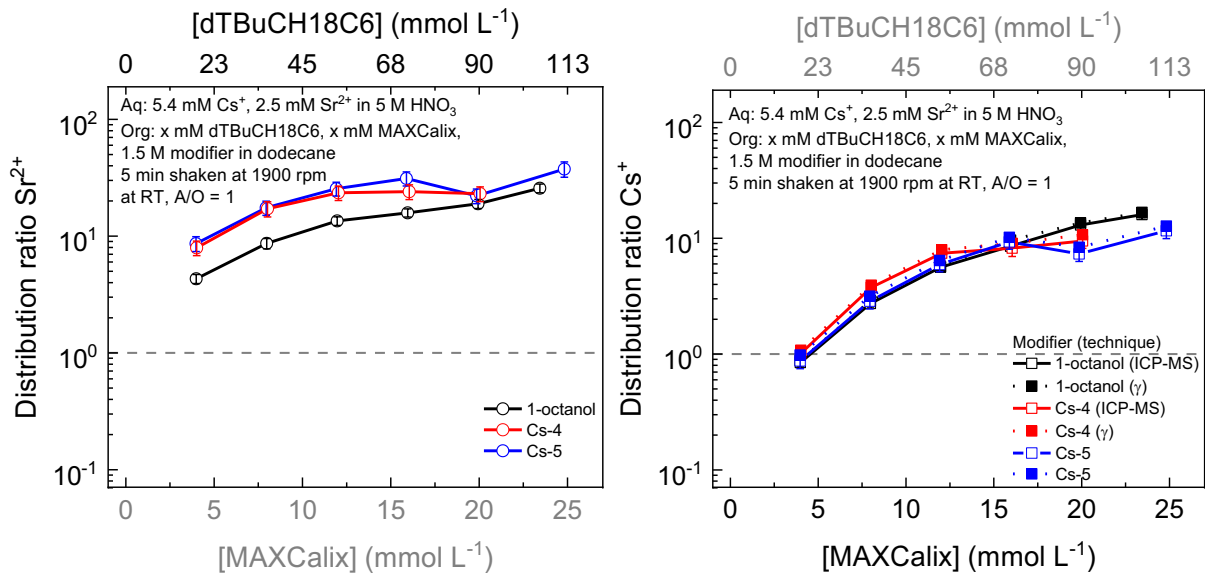 [dTBuCH18C6] (mmol L⁻¹)
0 23 45 68 90 113
Aq: 5.4 mM Cs⁺, 2.5 mM Sr²⁺ in 5 M HNO₃
Org: x mM dTBuCH18C6, x mM MAXCalix,
1.5 M modifier in dodecane
5 min shaken at 1900 rpm
at RT, A/O = 1
Distribution ratio Sr²⁺
10²
10¹
10⁰
10⁻¹
1-octanol
Cs-4
Cs-5
0 5 10 15 20 25
[MAXCalix] (mmol L⁻¹)
[dTBuCH18C6] (mmol L⁻¹)
0 23 45 68 90 113
Aq: 5.4 mM Cs⁺, 2.5 mM Sr²⁺ in 5 M HNO₃
Org: x mM dTBuCH18C6, x mM MAXCalix,
1.5 M modifier in dodecane
5 min shaken at 1900 rpm
at RT, A/O = 1
Distribution ratio Cs⁺
10²
10¹
10⁰
10⁻¹
Modifier (technique)
1-octanol (ICP-MS)
1-octanol (γ)
Cs-4 (ICP-MS)
Cs-4 (γ)
Cs-5
Cs-5
0 5 10 15 20 25
[MAXCalix] (mmol L⁻¹)